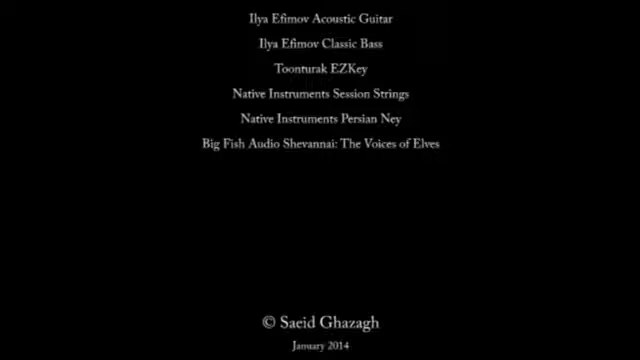 Ilya Efimov Acoustic Guitar
Ilya Efimov Classic Bass
Toonturak EZKey
Native Instruments Session Strings
Native Instruments Persian Ney
Big Fish Audio Shevannai: The Voices of Elves
© Saeid Ghazagh
January 2014